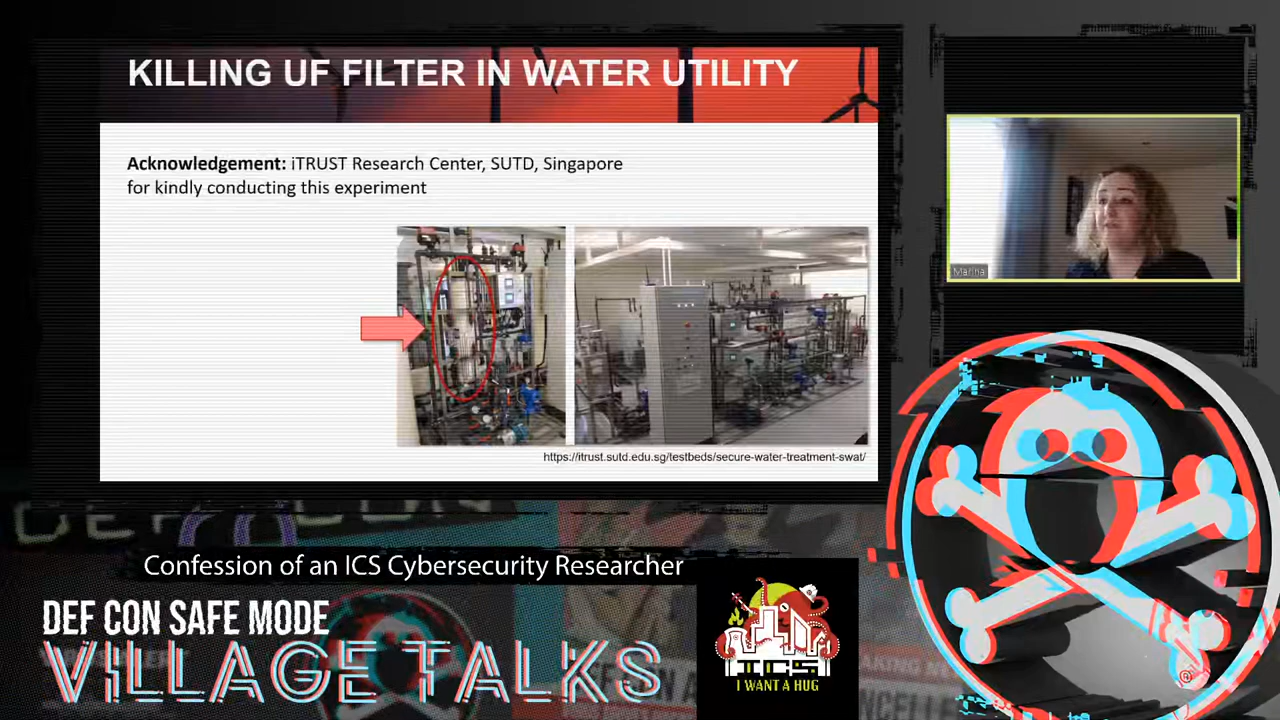 KILLING UF FILTER IN WATER UTILITY
Acknowledgement: iTRUST Research Center, SUTD, Singapore
for kindly conducting this experiment
https://itrust.sutd.edu.sg/testbeds/secure-water-treatment-swat/
Marina
Confession of an ICS Cybersecurity Researcher
DEF CON SAFE MODE
VILLAGE TALKS
ICS
I WANT A HUG
DEF CON